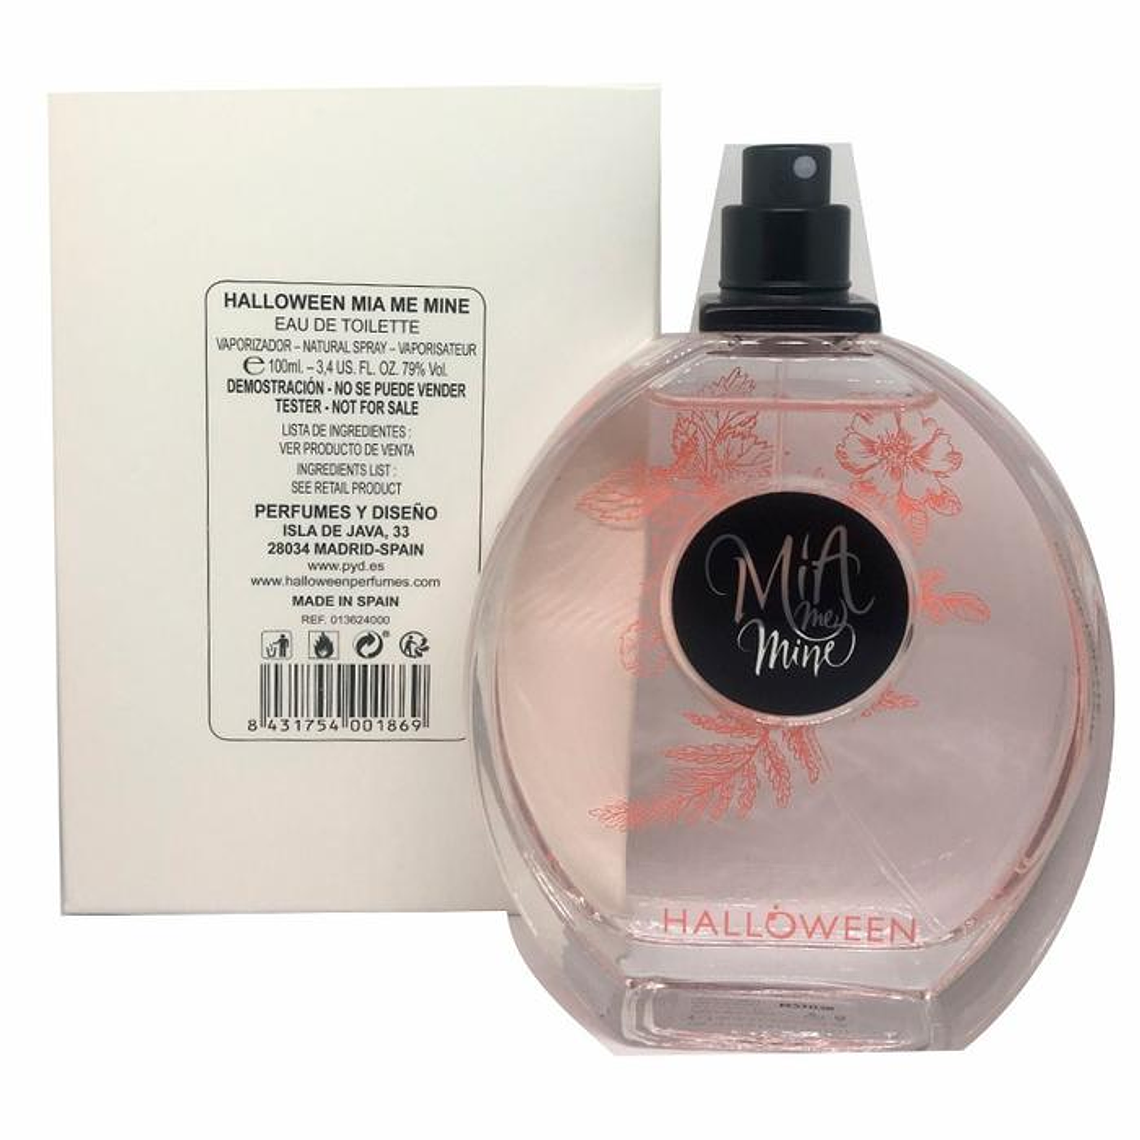 HALLOWEEN MIA ME MINE
EAU DE TOILETTE
VAPORIZADOR – NATURAL SPRAY – VAPORISATEUR
℮ 100ml. – 3,4 US. FL. OZ. 79% Vol.
DEMOSTRACIÓN - NO SE PUEDE VENDER
TESTER - NOT FOR SALE
LISTA DE INGREDIENTES :
VER PRODUCTO DE VENTA
INGREDIENTS LIST :
SEE RETAIL PRODUCT
PERFUMES Y DISEÑO
ISLA DE JAVA, 33
28034 MADRID-SPAIN
www.pyd.es
www.halloweenperfumes.com
MADE IN SPAIN
REF. 013624000
8 431754 001869
MiA
me
mine
HALLOWEEN